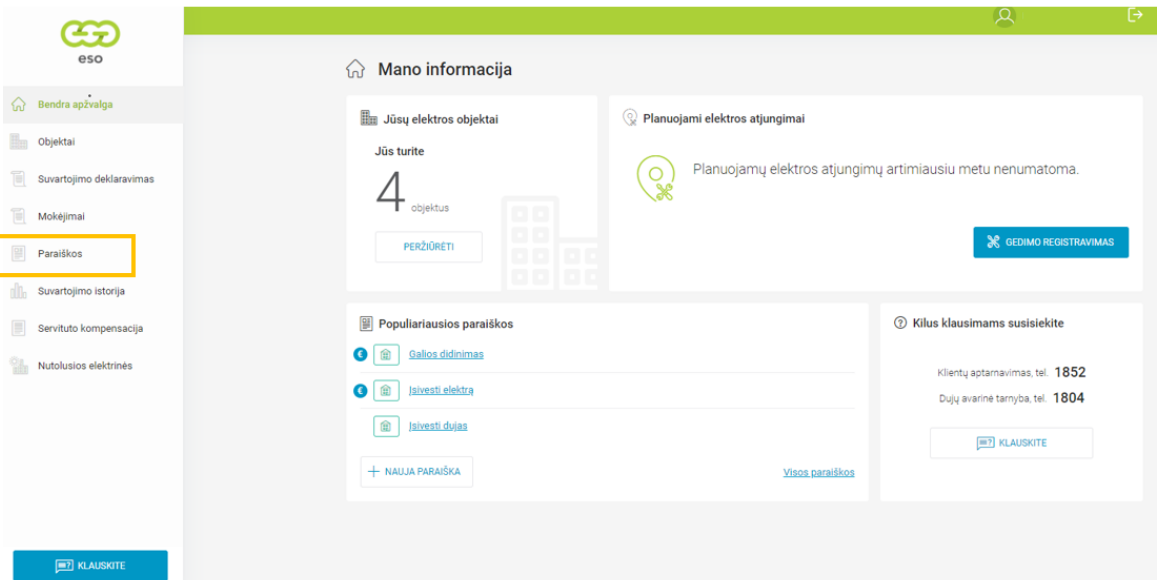 eso
Bendra apžvalga
Objektai
Suvartojimo deklaravimas
Mokėjimai
Paraiškos
Suvartojimo istorija
Servituto kompensacija
Nutolusios elektrinės
KLAUSKITE
Mano informacija
Jūsų elektros objektai
Jūs turite
4 objektus
PERŽIŪRĖTI
Planuojami elektros atjungimai
Planuojamų elektros atjungimų artimiausiu metu nenumatoma.
GEDIMO REGISTRAVIMAS
Populiariausios paraiškos
€ Galios didinimas
€ Įsivesti elektrą
Įsivesti dujas
NAUJA PARAIŠKA
Visos paraiškos
Kilus klausimams susisiekite
Klientų aptarnavimas, tel. 1852
Dujų avarinė tarnyba, tel. 1804
KLAUSKITE